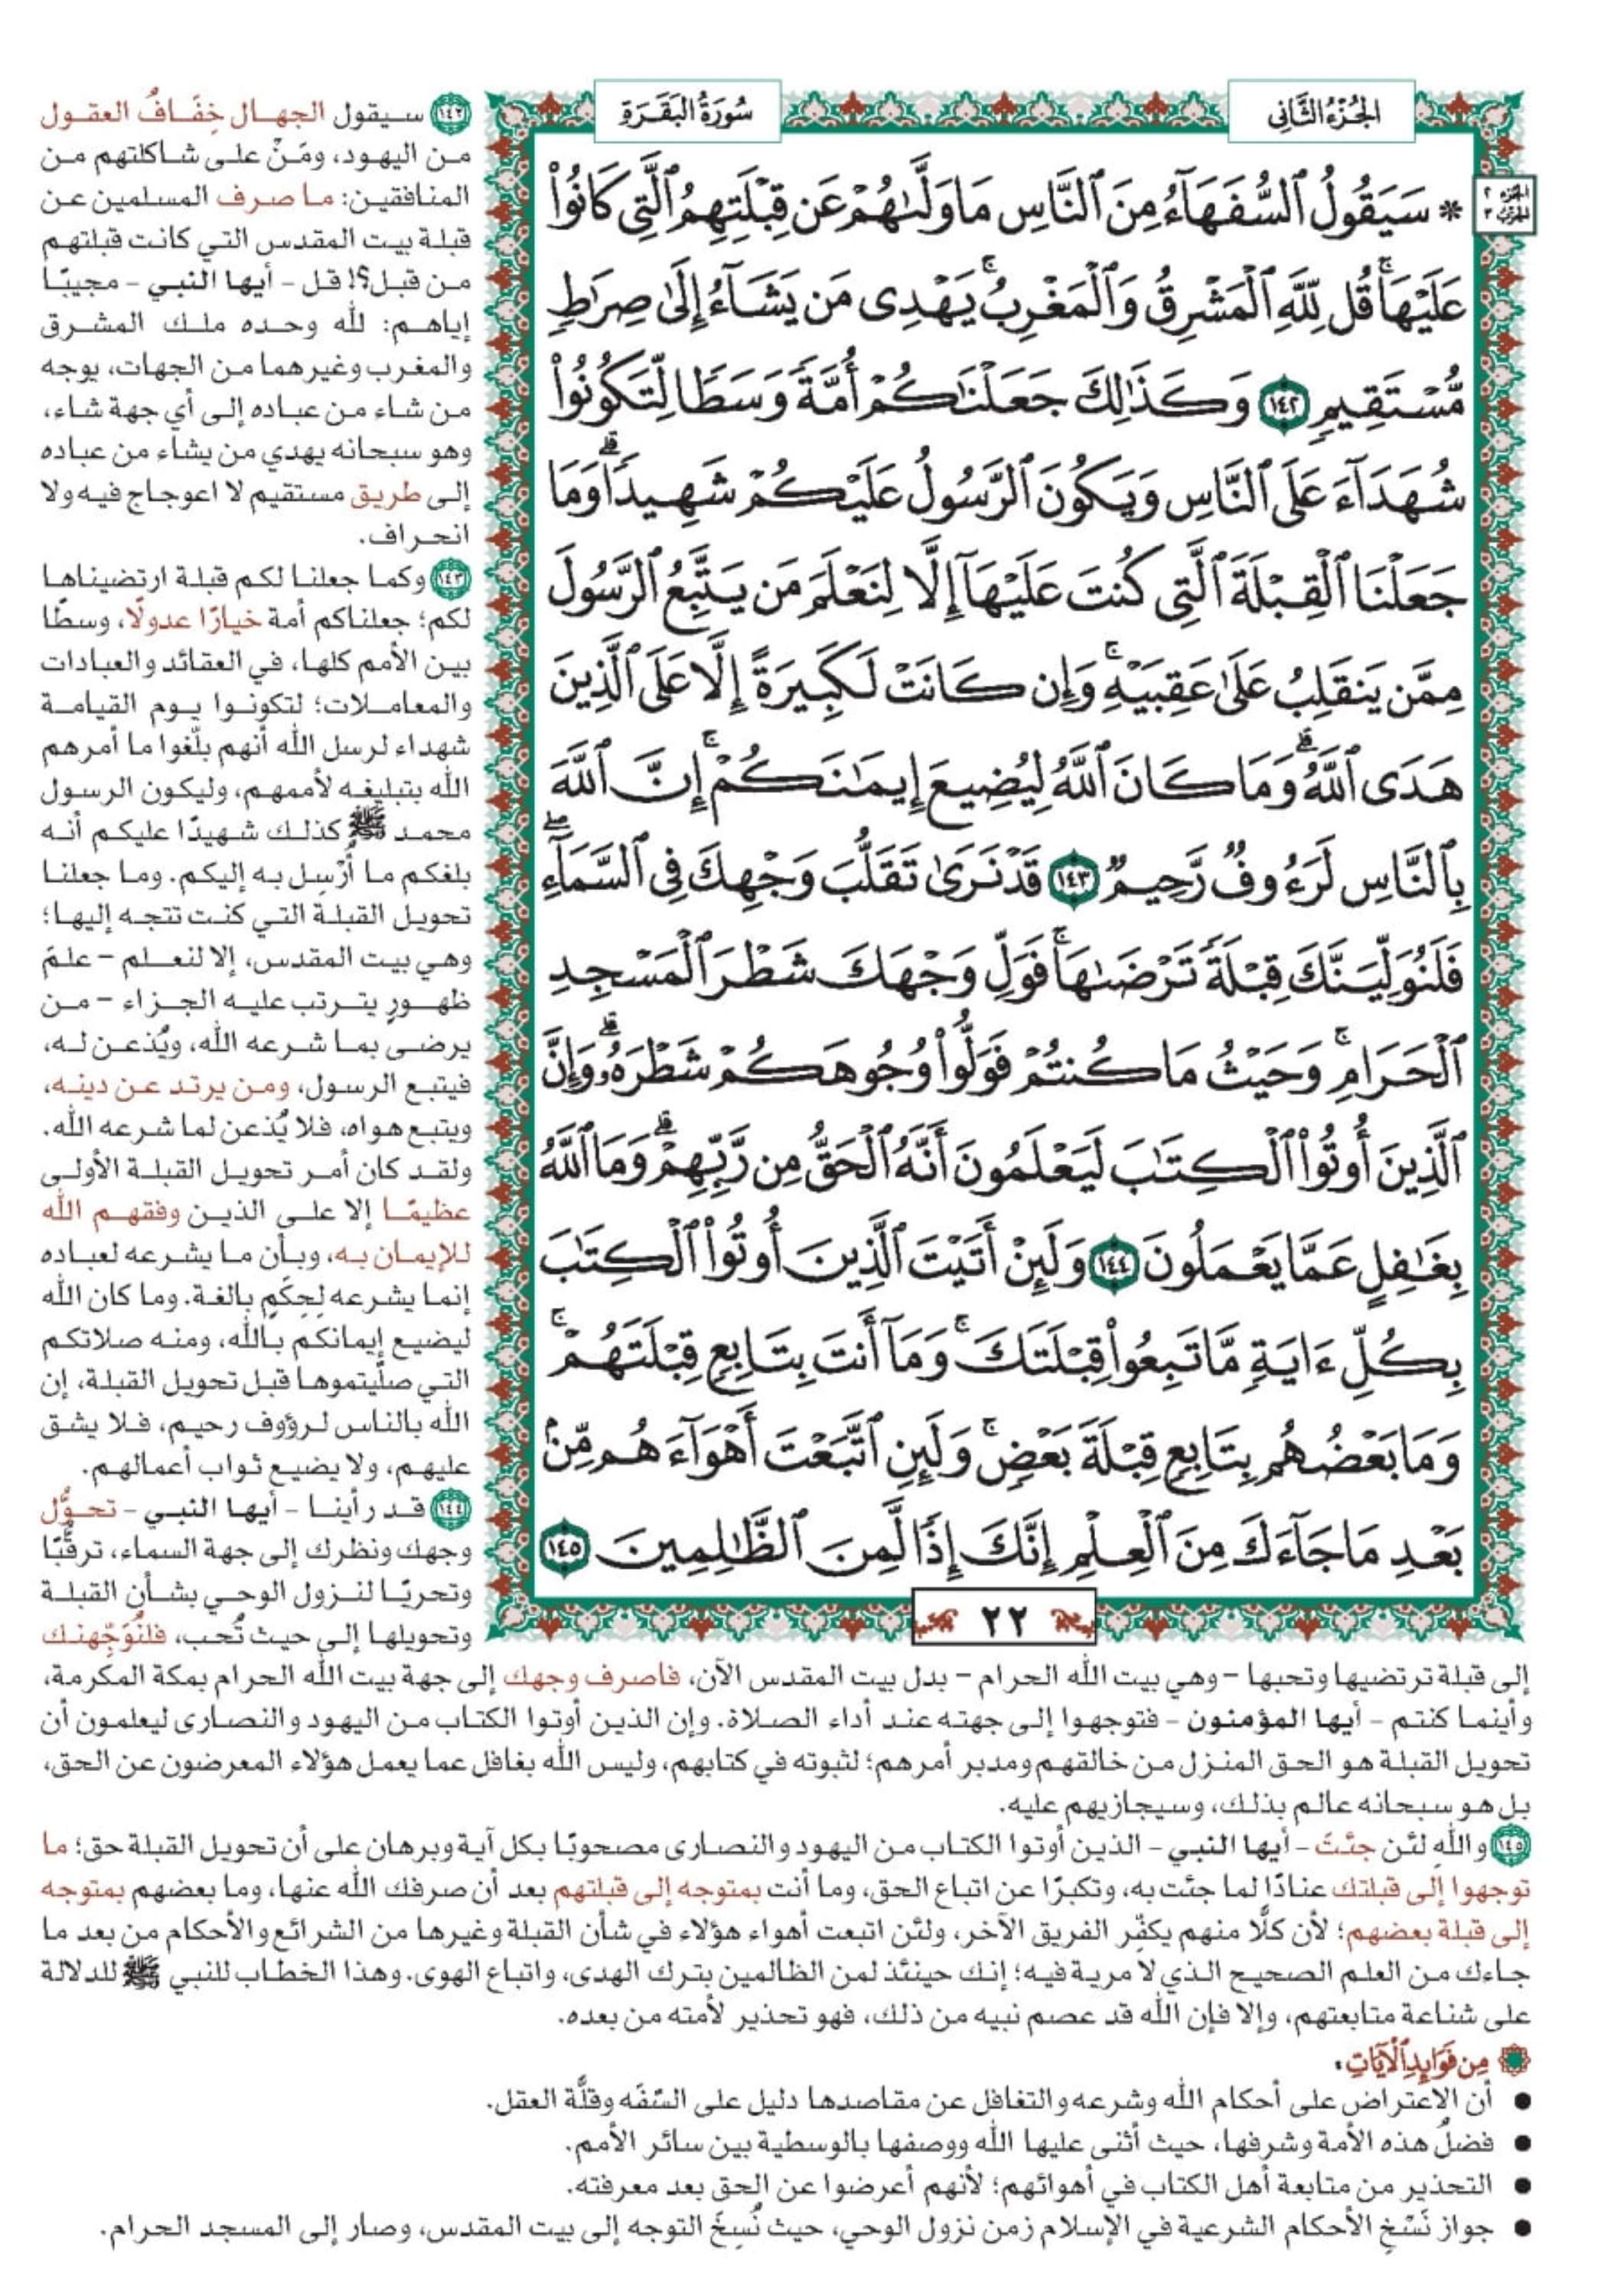 الجُزْءُ الثَّانِي
سُورَةُ البَقَرَةِ
الجزء ٢
الحزب ٣
* سَيَقُولُ ٱلسُّفَهَآءُ مِنَ ٱلنَّاسِ مَا وَلَّىٰهُمْ عَن قِبْلَتِهِمُ ٱلَّتِى كَانُوا۟
عَلَيْهَا ۚ قُل لِّلَّهِ ٱلْمَشْرِقُ وَٱلْمَغْرِبُ ۚ يَهْدِى مَن يَشَآءُ إِلَىٰ صِرَٰطٍ
مُّسْتَقِيمٍ ١٤٢ وَكَذَٰلِكَ جَعَلْنَٰكُمْ أُمَّةً وَسَطًا لِّتَكُونُوا۟
شُهَدَآءَ عَلَى ٱلنَّاسِ وَيَكُونَ ٱلرَّسُولُ عَلَيْكُمْ شَهِيدًا ۗ وَمَا
جَعَلْنَا ٱلْقِبْلَةَ ٱلَّتِى كُنتَ عَلَيْهَآ إِلَّا لِنَعْلَمَ مَن يَتَّبِعُ ٱلرَّسُولَ
مِمَّن يَنقَلِبُ عَلَىٰ عَقِبَيْهِ ۚ وَإِن كَانَتْ لَكَبِيرَةً إِلَّا عَلَى ٱلَّذِينَ
هَدَى ٱللَّهُ ۗ وَمَا كَانَ ٱللَّهُ لِيُضِيعَ إِيمَٰنَكُمْ ۚ إِنَّ ٱللَّهَ
بِٱلنَّاسِ لَرَءُوفٌ رَّحِيمٌ ١٤٣ قَدْ نَرَىٰ تَقَلُّبَ وَجْهِكَ فِى ٱلسَّمَآءِ ۖ
فَلَنُوَلِّيَنَّكَ قِبْلَةً تَرْضَىٰهَا ۚ فَوَلِّ وَجْهَكَ شَطْرَ ٱلْمَسْجِدِ
ٱلْحَرَامِ ۚ وَحَيْثُ مَا كُنتُمْ فَوَلُّوا۟ وُجُوهَكُمْ شَطْرَهُۥ ۗ وَإِنَّ
ٱلَّذِينَ أُوتُوا۟ ٱلْكِتَٰبَ لَيَعْلَمُونَ أَنَّهُ ٱلْحَقُّ مِن رَّبِّهِمْ ۗ وَمَا ٱللَّهُ
بِغَٰفِلٍ عَمَّا يَعْمَلُونَ ١٤٤ وَلَئِنْ أَتَيْتَ ٱلَّذِينَ أُوتُوا۟ ٱلْكِتَٰبَ
بِكُلِّ ءَايَةٍ مَّا تَبِعُوا۟ قِبْلَتَكَ ۚ وَمَآ أَنتَ بِتَابِعٍ قِبْلَتَهُمْ ۚ
وَمَا بَعْضُهُم بِتَابِعٍ قِبْلَةَ بَعْضٍ ۚ وَلَئِنِ ٱتَّبَعْتَ أَهْوَآءَهُم مِّنۢ
بَعْدِ مَا جَآءَكَ مِنَ ٱلْعِلْمِ إِنَّكَ إِذًا لَّمِنَ ٱلظَّٰلِمِينَ ١٤٥
٢٢
١٤٢ سيقول الجهال خِفَافُ العقول
من اليهود، ومَنْ على شاكلتهم من
المنافقين: ما صرف المسلمين عن
قبلة بيت المقدس التي كانت قبلتهم
من قبل؟! قل - أيها النبي - مجيبًا
إياهم: لله وحده ملك المشرق
والمغرب وغيرهما من الجهات، يوجه
من شاء من عباده إلى أي جهة شاء،
وهو سبحانه يهدي من يشاء من عباده
إلى طريق مستقيم لا اعوجاج فيه ولا
انحراف.
١٤٣ وكما جعلنا لكم قبلة ارتضيناها
لكم؛ جعلناكم أمة خيارًا عدولًا، وسطًا
بين الأمم كلها، في العقائد والعبادات
والمعاملات؛ لتكونوا يوم القيامة
شهداء لرسل الله أنهم بلّغوا ما أمرهم
الله بتبليغه لأممهم، وليكون الرسول
محمد ﷺ كذلك شهيدًا عليكم أنه
بلغكم ما أُرْسِل به إليكم. وما جعلنا
تحويل القبلة التي كنت تتجه إليها؛
وهي بيت المقدس، إلا لنعلم - علمَ
ظهورٍ يترتب عليه الجزاء - من
يرضى بما شرعه الله، ويُذعن له،
فيتبع الرسول، ومن يرتد عن دينه،
ويتبع هواه، فلا يُذعن لما شرعه الله.
ولقد كان أمر تحويل القبلة الأولى
عظيمًا إلا على الذين وفقهم الله
للإيمان به، وبأن ما يشرعه لعباده
إنما يشرعه لحِكَمٍ بالغة. وما كان الله
ليضيع إيمانكم بالله، ومنه صلاتكم
التي صلّيتموها قبل تحويل القبلة، إن
الله بالناس لرؤوف رحيم، فلا يشق
عليهم، ولا يضيع ثواب أعمالهم.
١٤٤ قد رأينا - أيها النبي - تحوُّل
وجهك ونظرك إلى جهة السماء، ترقُّبًا
وتحريًا لنزول الوحي بشأن القبلة
وتحويلها إلى حيث تُحب، فلنُوَجِّهنك
إلى قبلة ترتضيها وتحبها - وهي بيت الله الحرام - بدل بيت المقدس الآن، فاصرف وجهك إلى جهة بيت الله الحرام بمكة المكرمة،
وأينما كنتم - أيها المؤمنون - فتوجهوا إلى جهته عند أداء الصلاة. وإن الذين أوتوا الكتاب من اليهود والنصارى ليعلمون أن
تحويل القبلة هو الحق المنزل من خالقهم ومدبر أمرهم؛ لثبوته في كتابهم، وليس الله بغافل عما يعمل هؤلاء المعرضون عن الحق،
بل هو سبحانه عالم بذلك، وسيجازيهم عليه.
١٤٥ واللهِ لئن جئتَ - أيها النبي - الذين أوتوا الكتاب من اليهود والنصارى مصحوبًا بكل آية وبرهان على أن تحويل القبلة حق؛ ما
توجهوا إلى قبلتك عنادًا لما جئت به، وتكبرًا عن اتباع الحق، وما أنت بمتوجه إلى قبلتهم بعد أن صرفك الله عنها، وما بعضهم بمتوجه
إلى قبلة بعضهم؛ لأن كلًّا منهم يكفّر الفريق الآخر، ولئن اتبعت أهواء هؤلاء في شأن القبلة وغيرها من الشرائع والأحكام من بعد ما
جاءك من العلم الصحيح الذي لا مرية فيه؛ إنك حينئذ لمن الظالمين بترك الهدى، واتباع الهوى. وهذا الخطاب للنبي ﷺ للدلالة
على شناعة متابعتهم، وإلا فإن الله قد عصم نبيه من ذلك، فهو تحذير لأمته من بعده.
مِن فَوَائِدِ الْآيَاتِ:
● أن الاعتراض على أحكام الله وشرعه والتغافل عن مقاصدها دليل على السَّفَه وقلَّة العقل.
● فضلُ هذه الأمة وشرفها، حيث أثنى عليها الله ووصفها بالوسطية بين سائر الأمم.
● التحذير من متابعة أهل الكتاب في أهوائهم؛ لأنهم أعرضوا عن الحق بعد معرفته.
● جواز نَسْخِ الأحكام الشرعية في الإسلام زمن نزول الوحي، حيث نُسِخَ التوجه إلى بيت المقدس، وصار إلى المسجد الحرام.